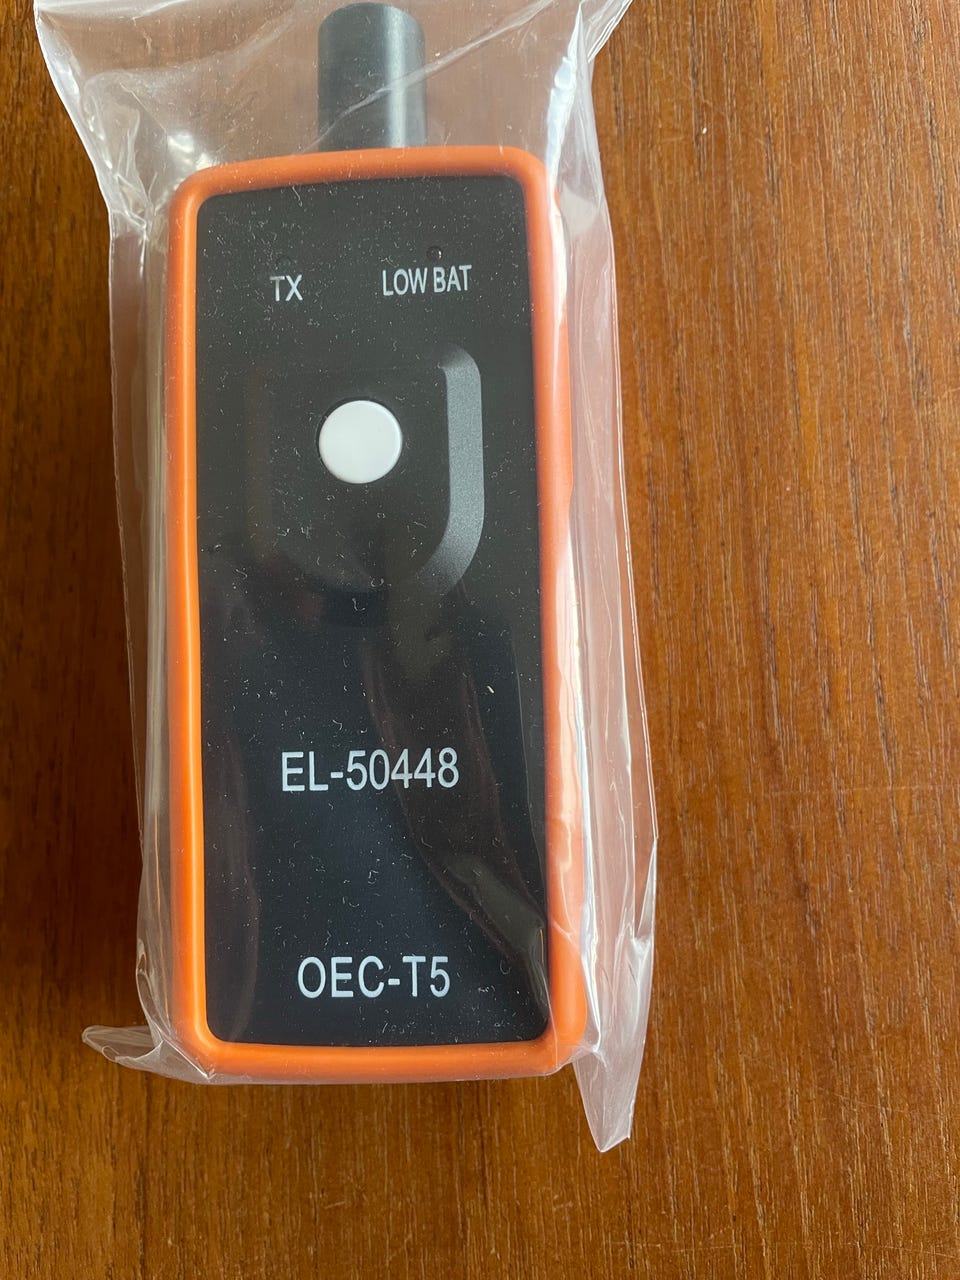 TX LOW BAT
EL-50448
OEC-T5